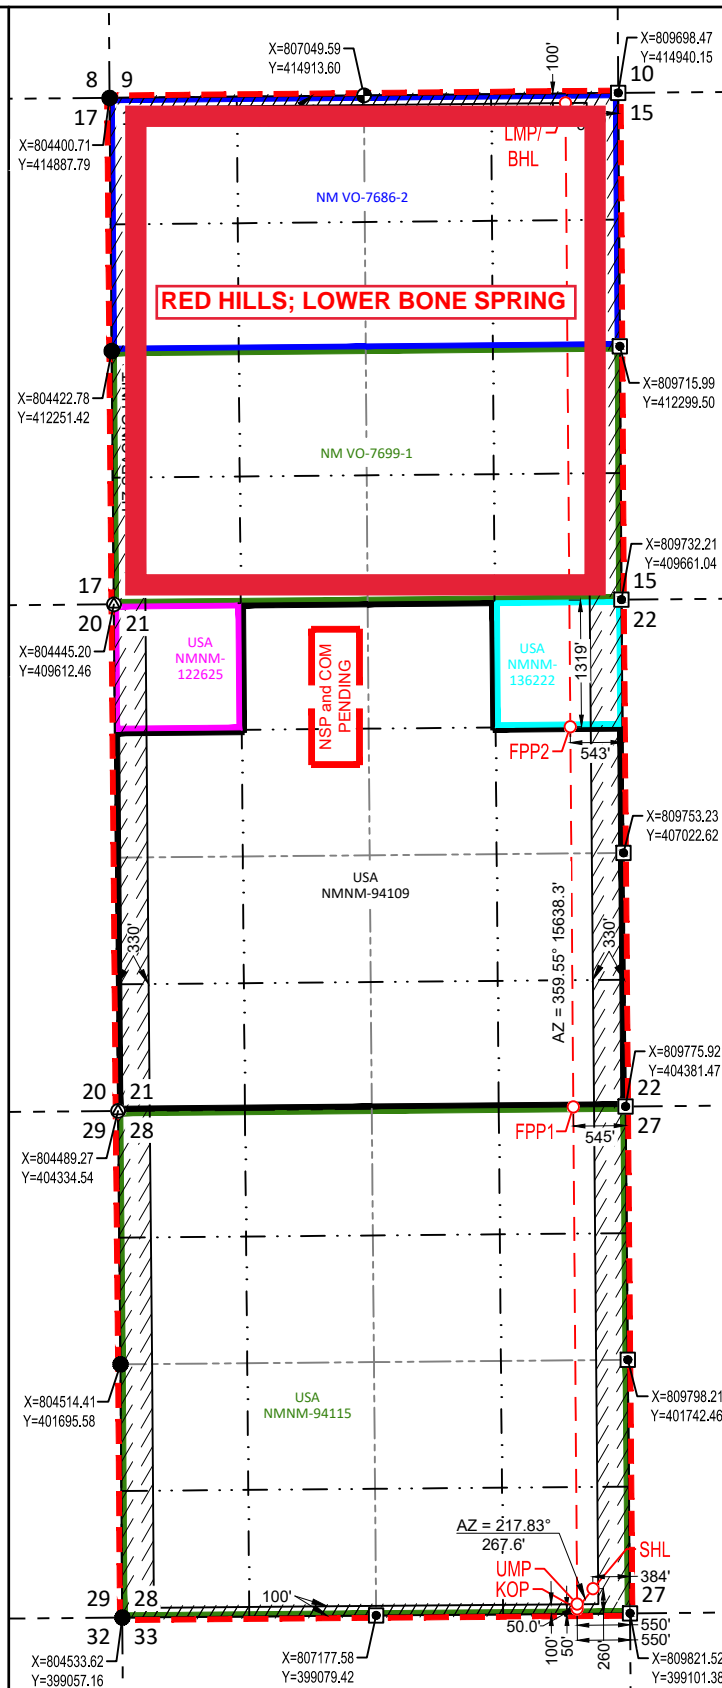 X=809698.47
Y=414940.15
X=807049.59
Y=414913.60
100'
8 9
10
17
15
X=804400.71
Y=414887.79
LMP/
BHL
NM VO-7686-2
RED HILLS; LOWER BONE SPRING
X=804422.78
Y=412251.42
X=809715.99
Y=412299.50
NM VO-7699-1
X=809732.21
Y=409661.04
17
15
20 21
22
X=804445.20
Y=409612.46
USA
NMNM-
122625
NSP and COM
PENDING
USA
NMNM-
136222
1319'
FPP2
543'
X=809753.23
Y=407022.62
USA
NMNM-94109
330'
330'
AZ = 359.55° 15638.3'
X=809775.92
Y=404381.47
20 21
22
29 28
27
FPP1
545'
X=804489.27
Y=404334.54
X=804514.41
Y=401695.58
X=809798.21
Y=401742.46
USA
NMNM-94115
AZ = 217.83°
267.6'
SHL
UMP
KOP
384'
29 28
27
100'
50.0'
100'
50'
260'
550'
550'
32 33
X=804533.62
Y=399057.16
X=807177.58
Y=399079.42
X=809821.52
Y=399101.38